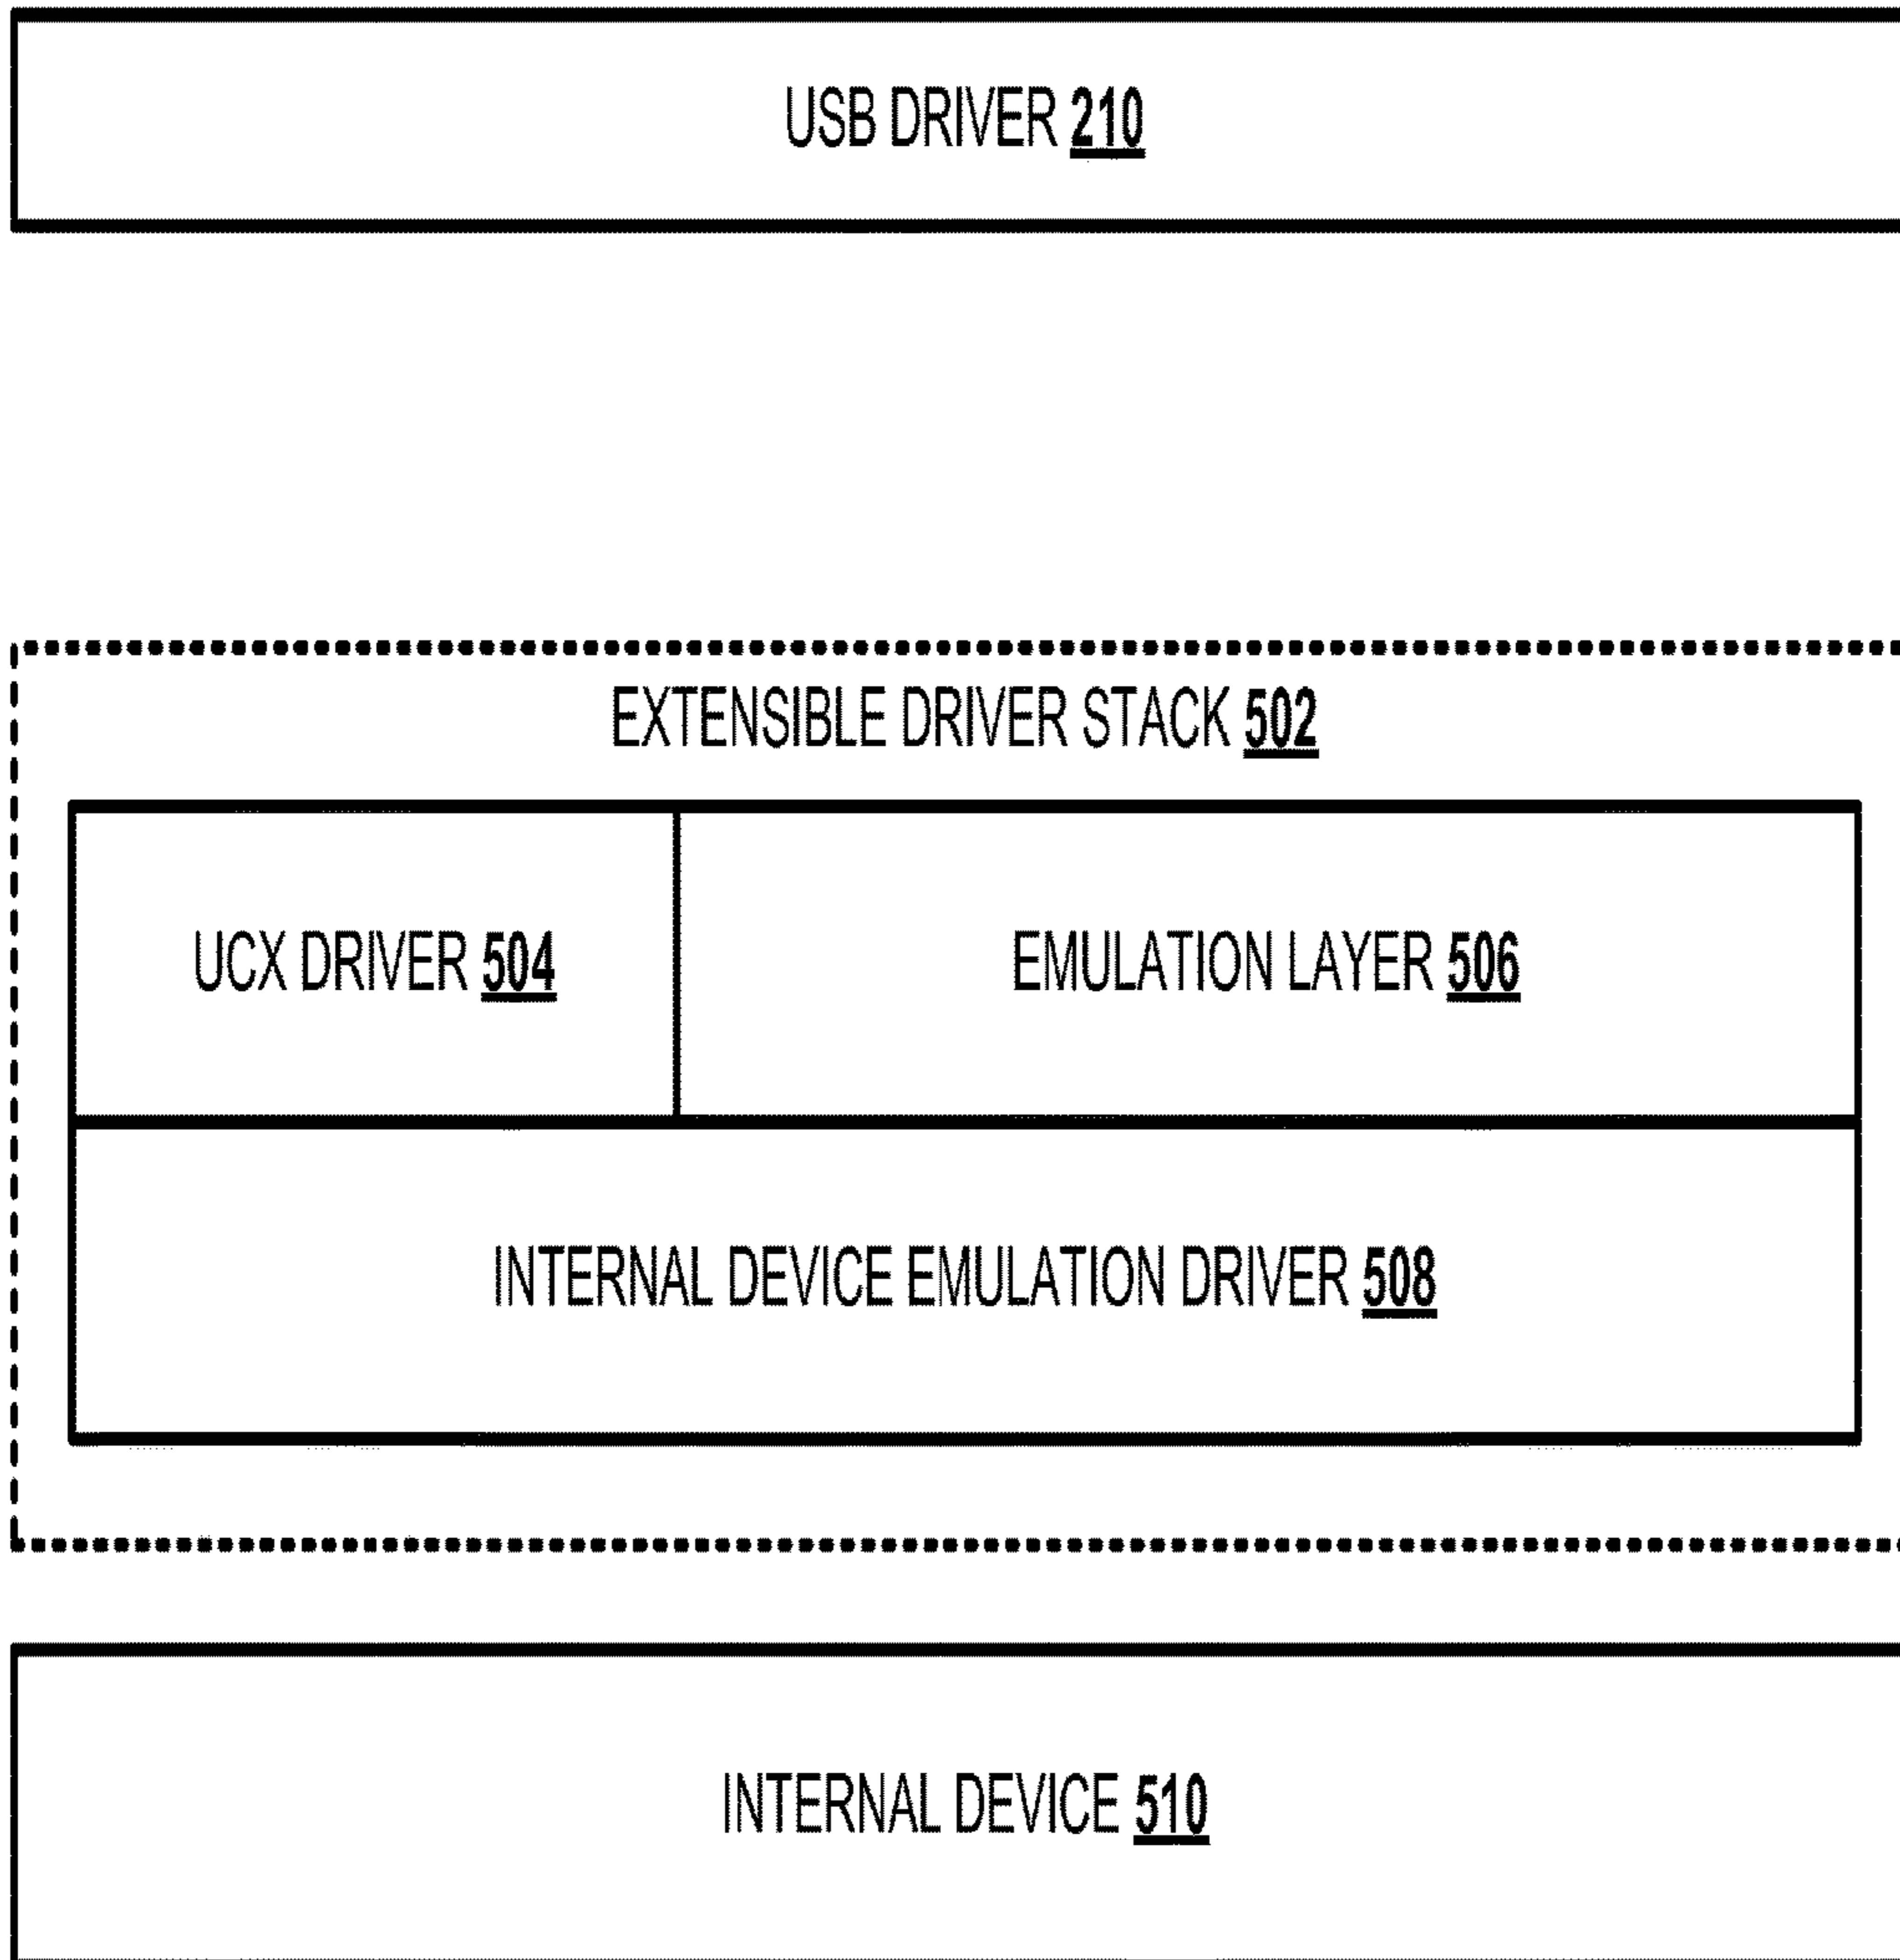 USB DRIVER 210
EXTENSIBLE DRIVER STACK 502
UCX DRIVER 504
EMULATION LAYER 506
INTERNAL DEVICE EMULATION DRIVER 508
INTERNAL DEVICE 510